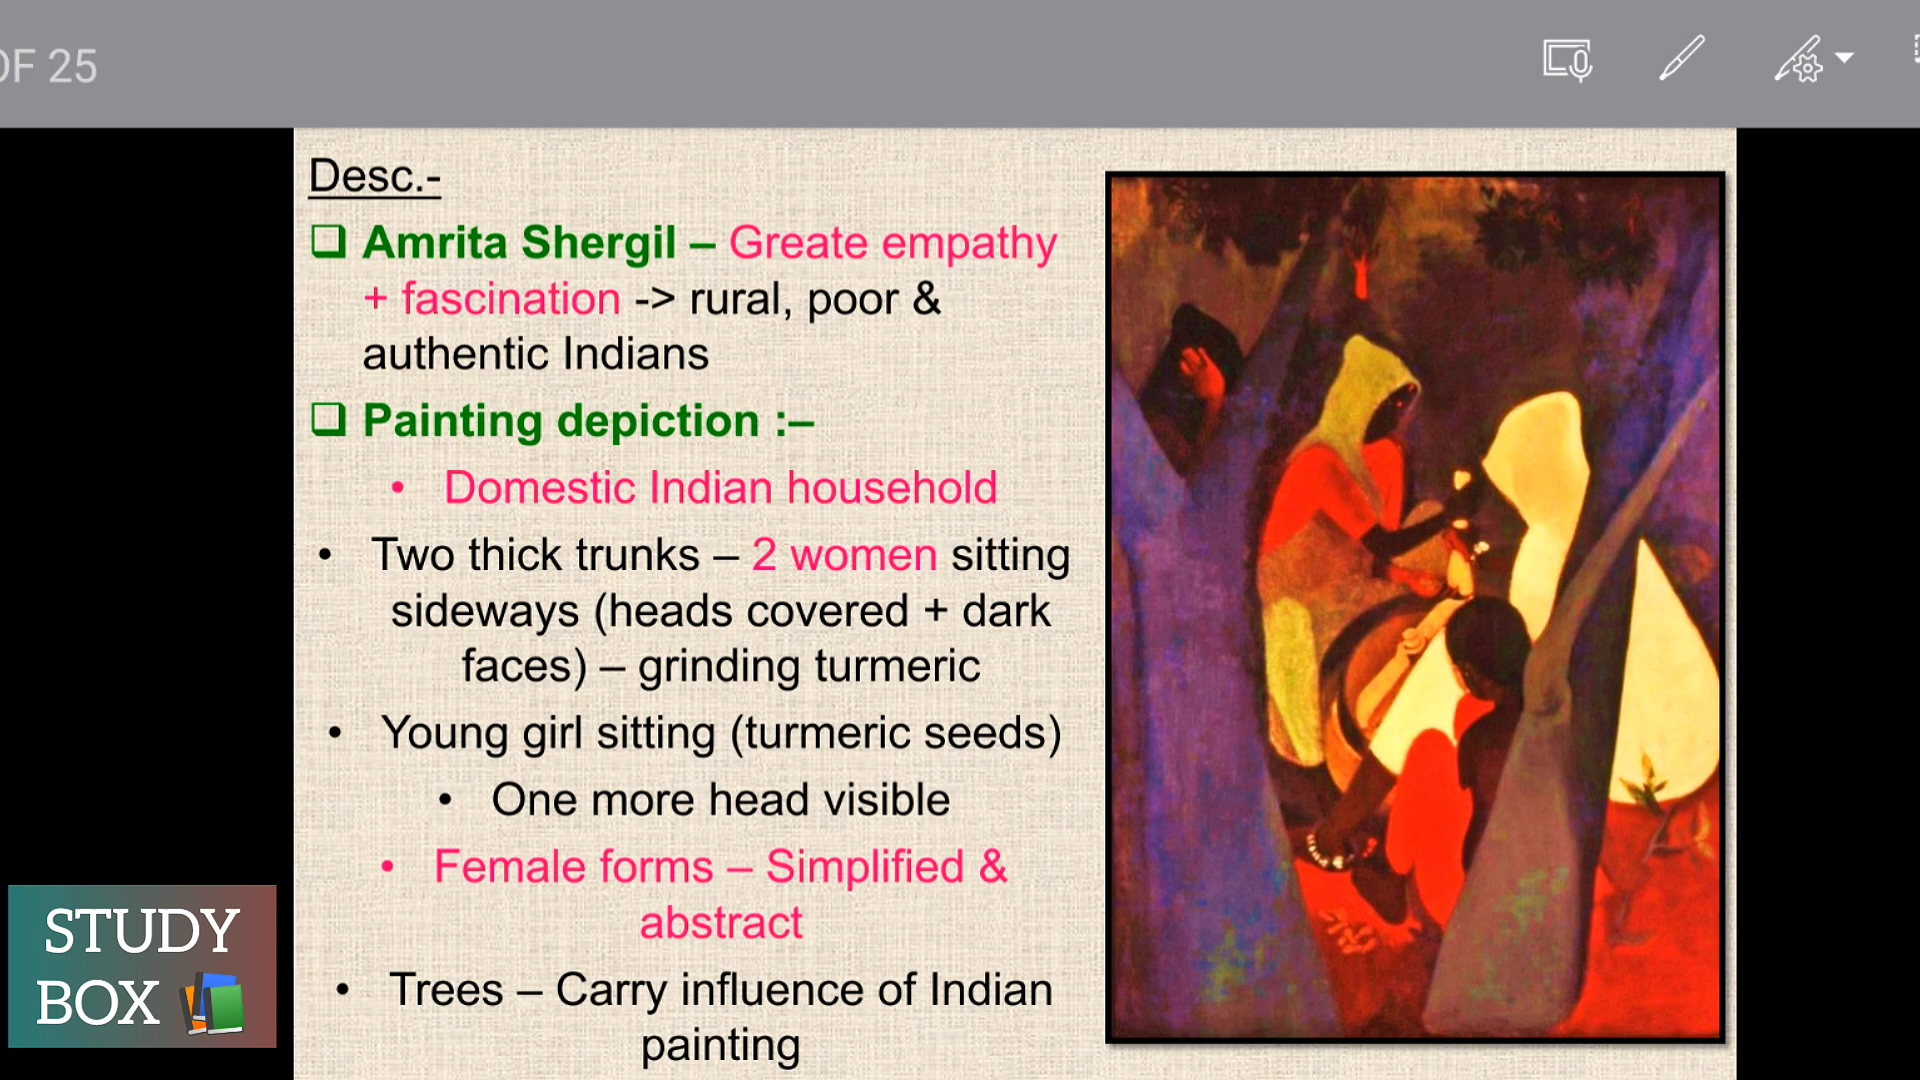 OF 25
Desc.-
❑ Amrita Shergil – Greate empathy
+ fascination -> rural, poor &
authentic Indians
❑ Painting depiction :–
• Domestic Indian household
• Two thick trunks – 2 women sitting
sideways (heads covered + dark
faces) – grinding turmeric
• Young girl sitting (turmeric seeds)
• One more head visible
• Female forms – Simplified &
abstract
• Trees – Carry influence of Indian
painting
STUDY
BOX